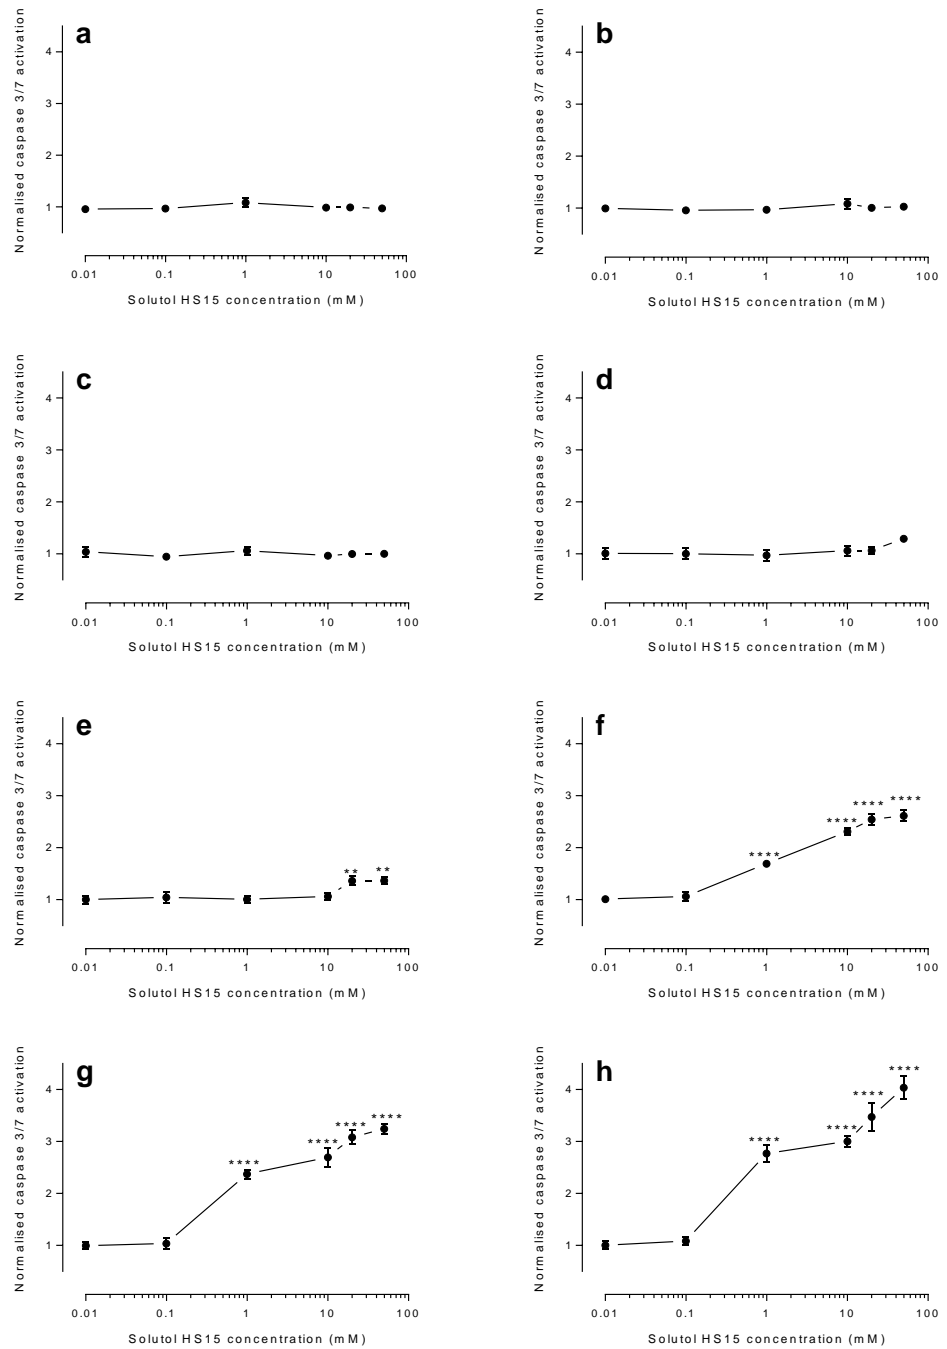 a
Normalised caspase 3/7 activation
4
3
2
1
0.01 0.1 1 10 100
Solutol HS15 concentration (mM)
b
Normalised caspase 3/7 activation
4
3
2
1
0.01 0.1 1 10 100
Solutol HS15 concentration (mM)
c
Normalised caspase 3/7 activation
4
3
2
1
0.01 0.1 1 10 100
Solutol HS15 concentration (mM)
d
Normalised caspase 3/7 activation
4
3
2
1
0.01 0.1 1 10 100
Solutol HS15 concentration (mM)
e
Normalised caspase 3/7 activation
4
3
2
1
** **
0.01 0.1 1 10 100
Solutol HS15 concentration (mM)
f
Normalised caspase 3/7 activation
4
3
2
1
**** **** **** ****
0.01 0.1 1 10 100
Solutol HS15 concentration (mM)
g
Normalised caspase 3/7 activation
4
3
2
1
**** **** **** ****
0.01 0.1 1 10 100
Solutol HS15 concentration (mM)
h
Normalised caspase 3/7 activation
4
3
2
1
**** **** **** ****
0.01 0.1 1 10 100
Solutol HS15 concentration (mM)